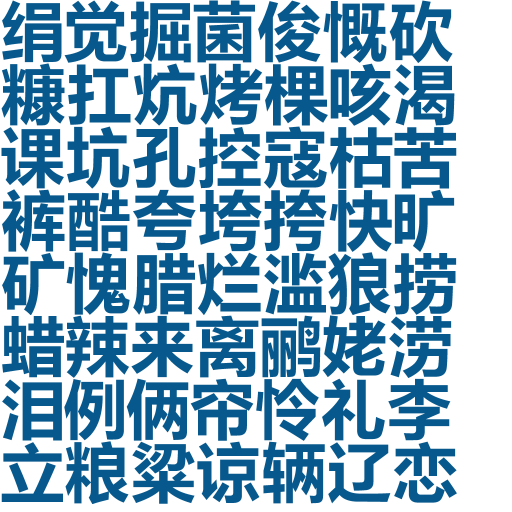 绢觉掘菌俊慨砍
糠扛炕烤棵咳渴
课坑孔控寇枯苦
裤酷夸垮挎快旷
矿愧腊烂滥狼捞
蜡辣来离鹂姥涝
泪例俩帘怜礼李
立粮粱谅辆辽恋